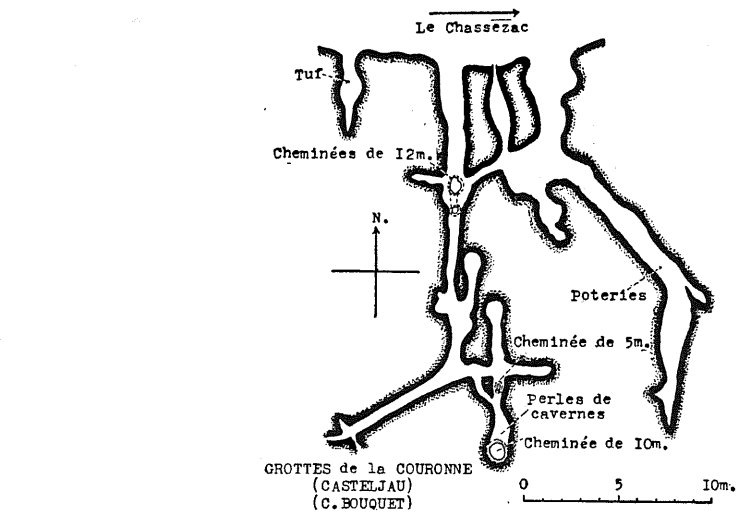 Le Chassezac
Tuf
Cheminées de I2m.
N.
Poteries
Cheminée de 5m.
Perles de
cavernes
Cheminée de IOm.
GROTTES de la COURONNE
(CASTELJAU)
(C.BOUQUET)
0 5 IOm.